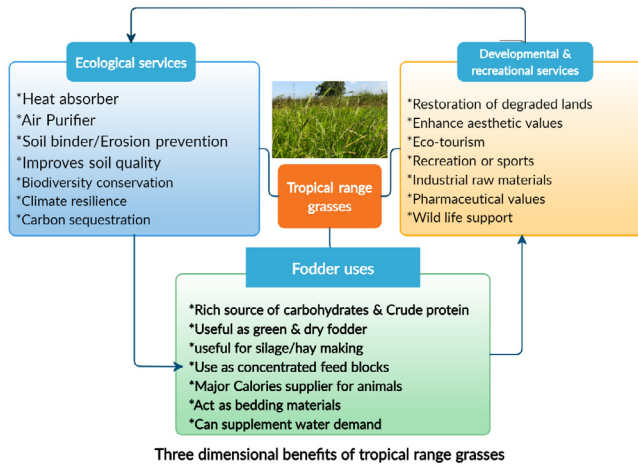 Ecological services
*Heat absorber
*Air Purifier
*Soil binder/Erosion prevention
*Improves soil quality
*Biodiversity conservation
*Climate resilience
*Carbon sequestration
Tropical range
grasses
Developmental &
recreational services
*Restoration of degraded lands
*Enhance aesthetic values
*Eco-tourism
*Recreation or sports
*Industrial raw materials
*Pharmaceutical values
*Wild life support
Fodder uses
*Rich source of carbohydrates & Crude protein
*Useful as green & dry fodder
*useful for silage/hay making
*Use as concentrated feed blocks
*Major Calories supplier for animals
*Act as bedding materials
*Can supplement water demand
Three dimensional benefits of tropical range grasses